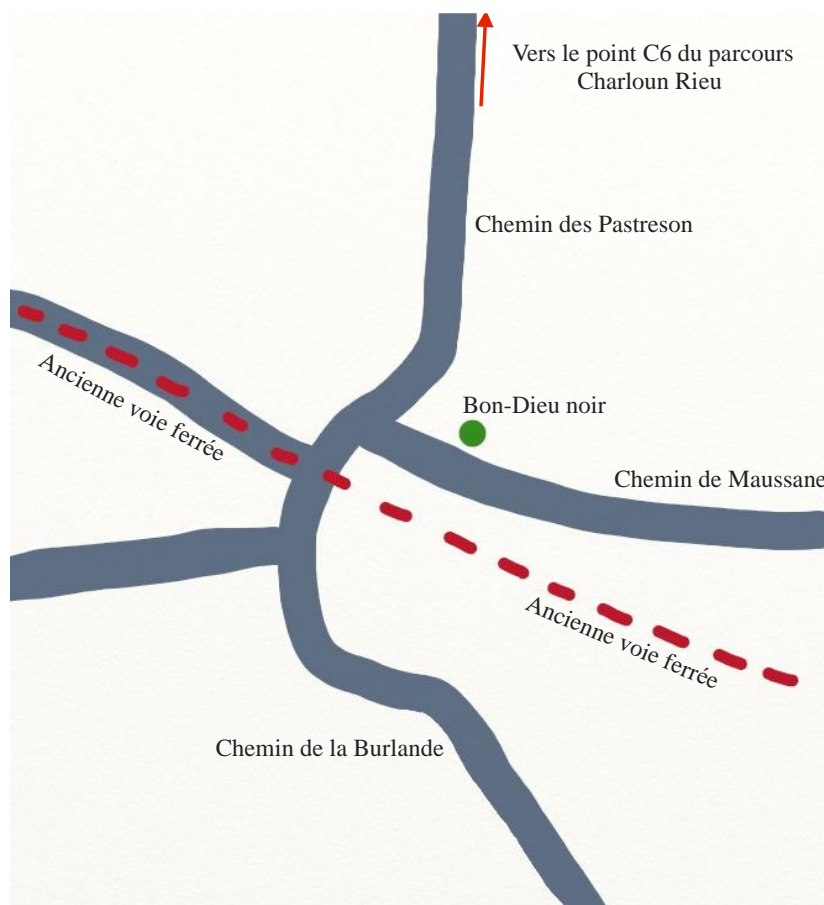 Vers le point C6 du parcours
Charloun Rieu
Chemin des Pastreson
Ancienne voie ferrée
Bon-Dieu noir
Chemin de Maussane
Ancienne voie ferrée
Chemin de la Burlande